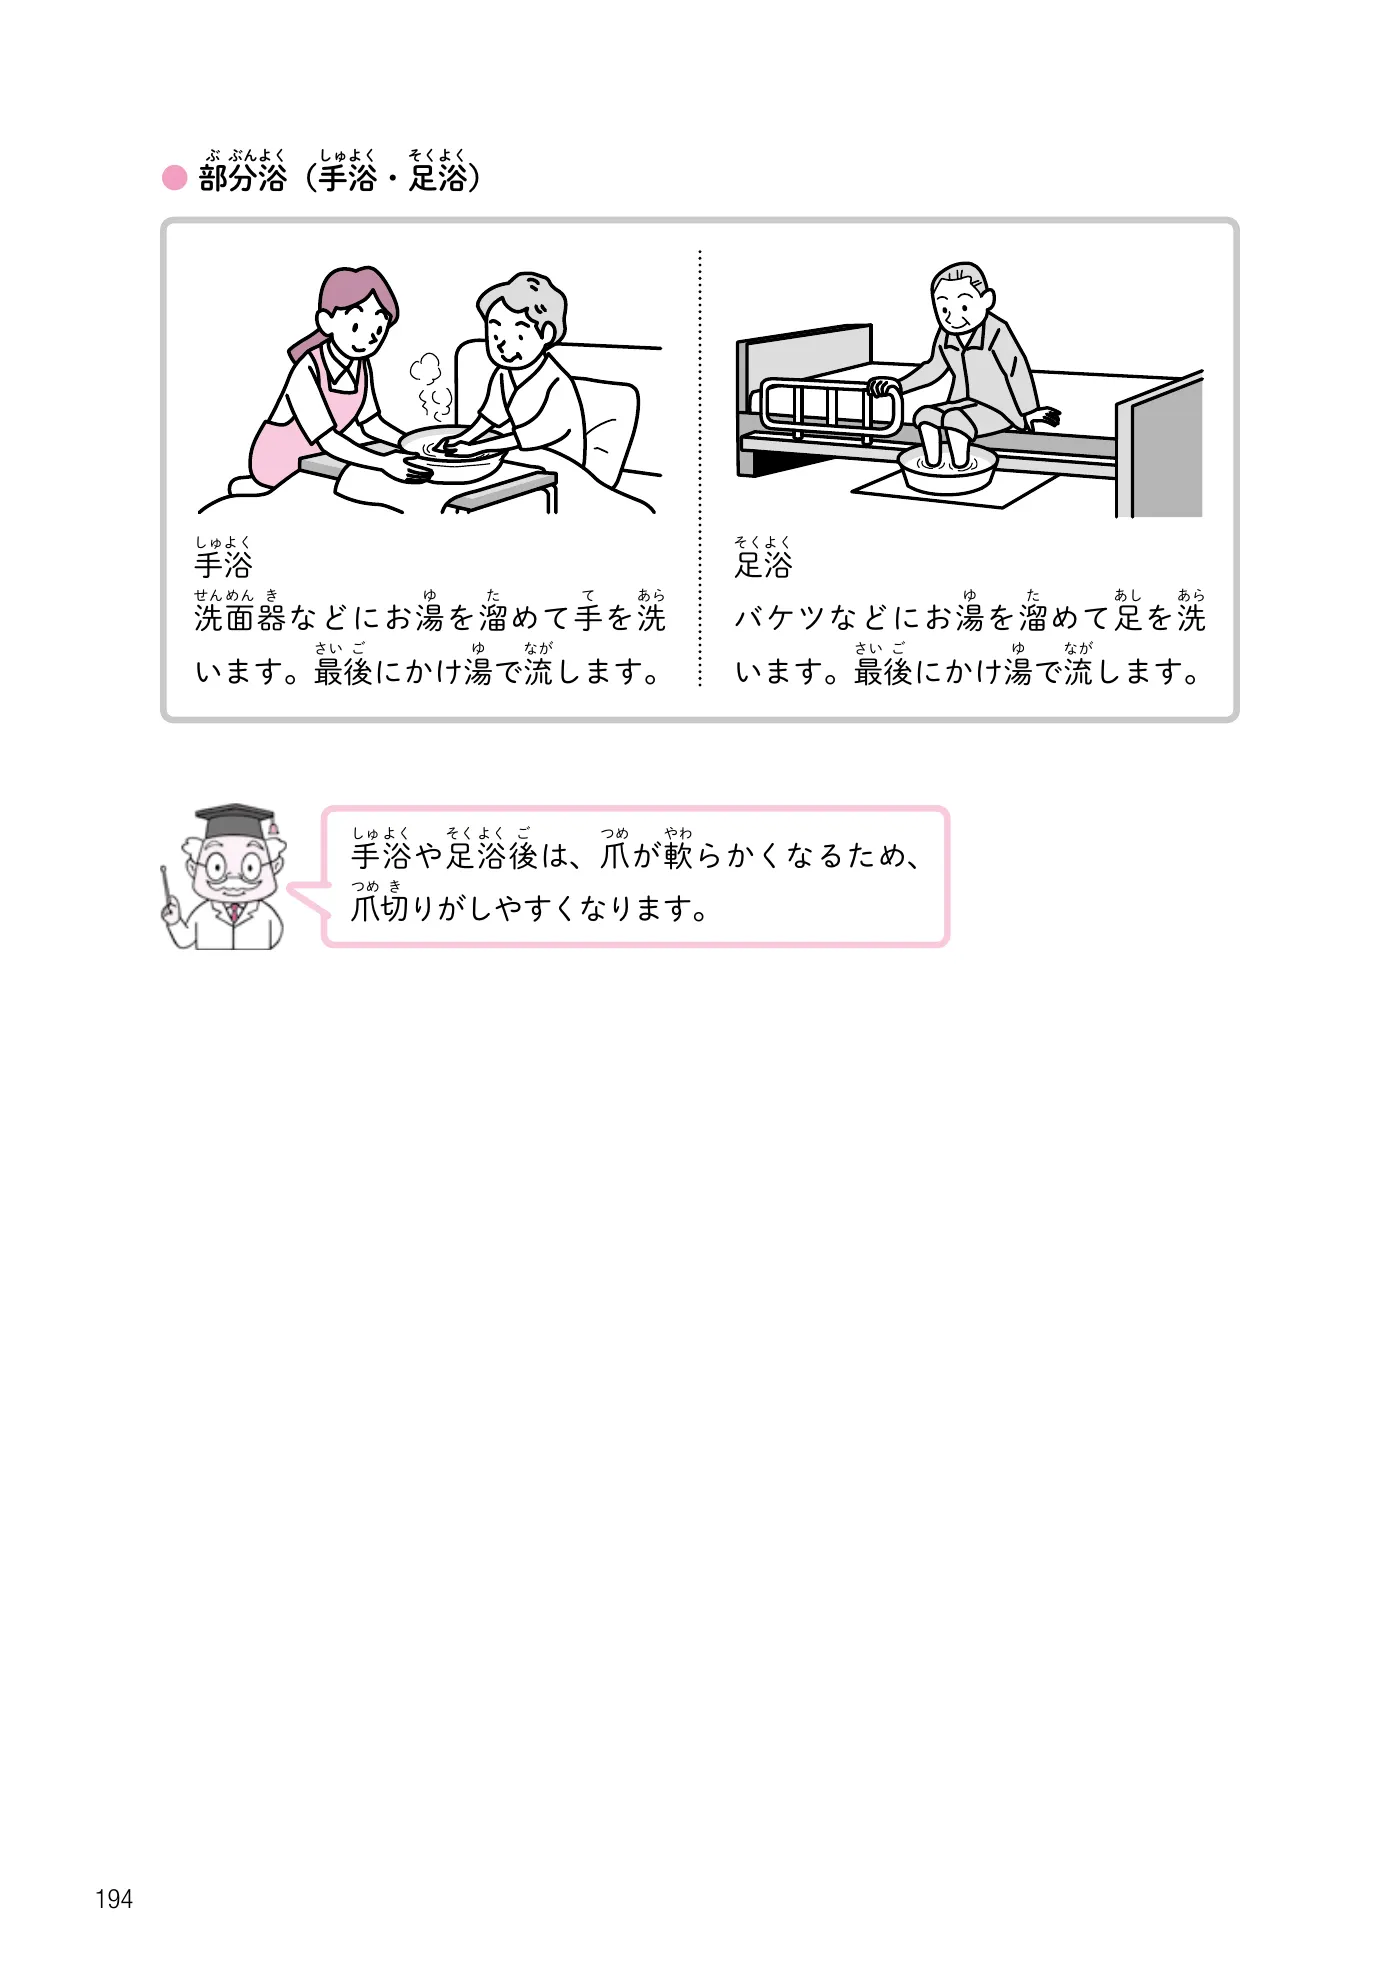 ● 部分浴（手浴・足浴）
手浴
洗面器などにお湯を溜めて手を洗
います。最後にかけ湯で流します。
足浴
バケツなどにお湯を溜めて足を洗
います。最後にかけ湯で流します。
手浴や足浴後は、爪が軟らかくなるため、
爪切りがしやすくなります。
194